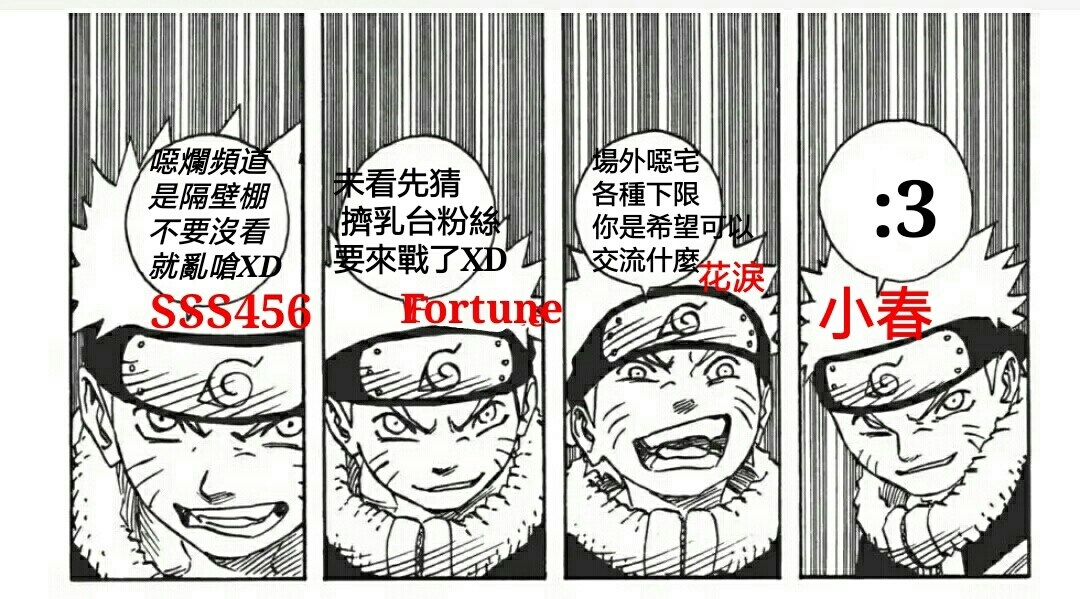 噁爛頻道
是隔壁棚
不要沒看
就亂嗆XD
SSS456
未看先猜
擠乳台粉絲
要來戰了XD
Fortune
場外噁宅
各種下限
你是希望可以
交流什麼
花淚
:3
小春